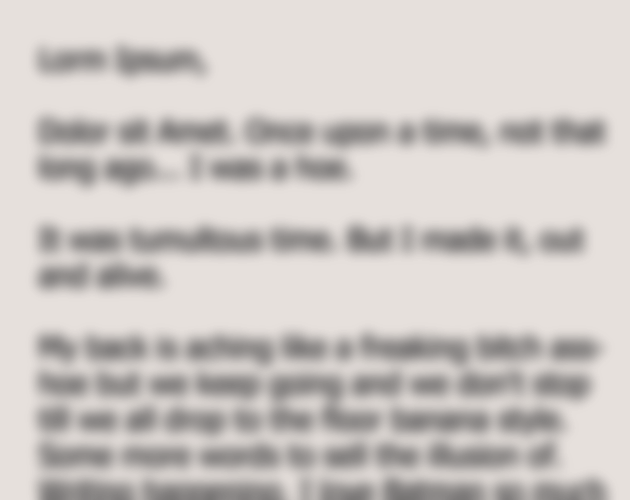 Lorm Ipsum,
Dolor sit Amet. Once upon a time, not that
long ago... I was a hoe.
It was tumultous time. But I made it, out
and alive.
My back is aching like a freaking bitch ass-
hoe but we keep going and we don't stop
till we all drop to the floor banana style.
Some more words to sell the illusion of.
Writing happening. I love Batman so much